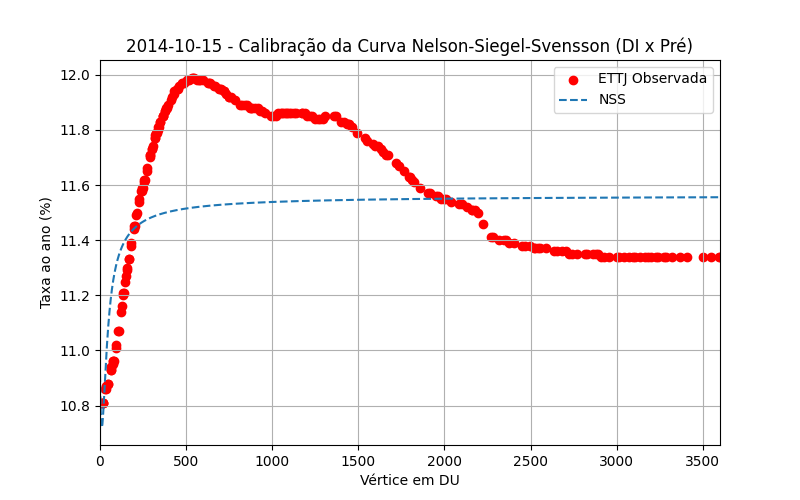 2014-10-15 - Calibração da Curva Nelson-Siegel-Svensson (DI x Pré)
ETTJ Observada
NSS
Taxa ao ano (%)
12.0
11.8
11.6
11.4
11.2
11.0
10.8
0 500 1000 1500 2000 2500 3000 3500
Vértice em DU